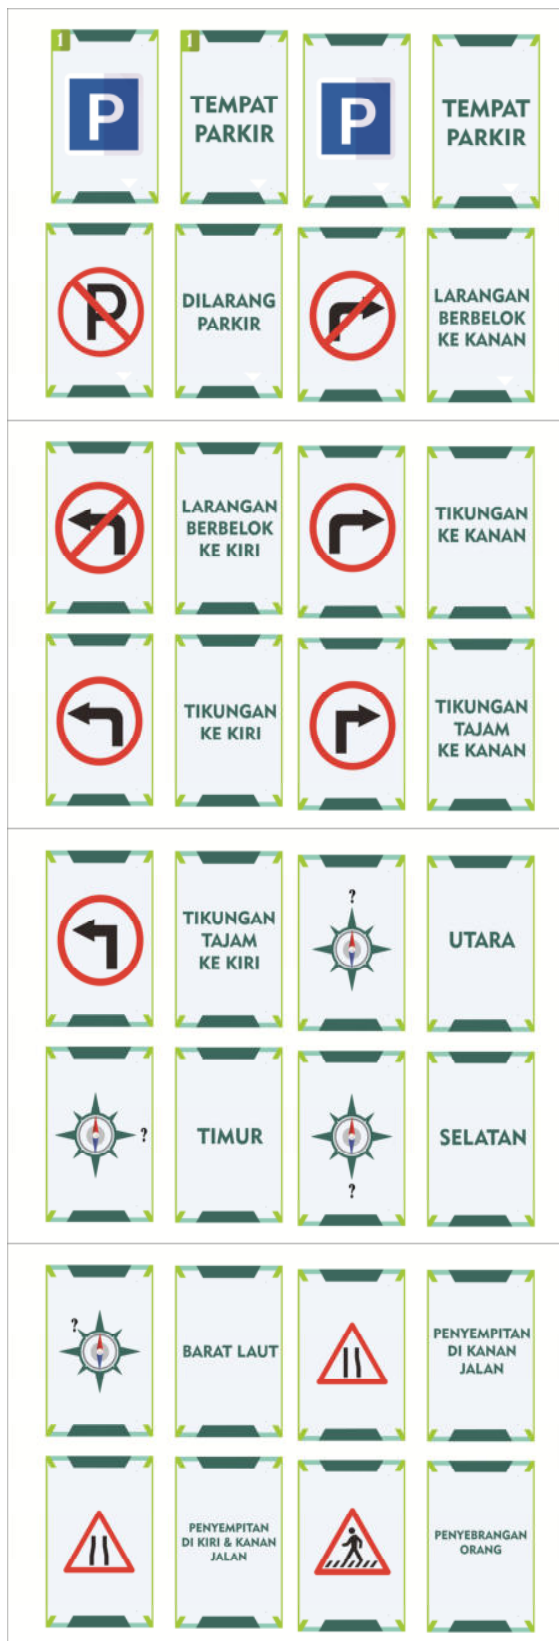 1
P
1
TEMPAT
PARKIR
P
TEMPAT
PARKIR
P
DILARANG
PARKIR
LARANGAN
BERBELOK
KE KANAN
LARANGAN
BERBELOK
KE KIRI
TIKUNGAN
KE KANAN
TIKUNGAN
KE KIRI
TIKUNGAN
TAJAM
KE KANAN
TIKUNGAN
TAJAM
KE KIRI
?
UTARA
?
TIMUR
?
SELATAN
?
BARAT LAUT
PENYEMPITAN
DI KANAN
JALAN
PENYEMPITAN
DI KIRI & KANAN
JALAN
PENYEBRANGAN
ORANG